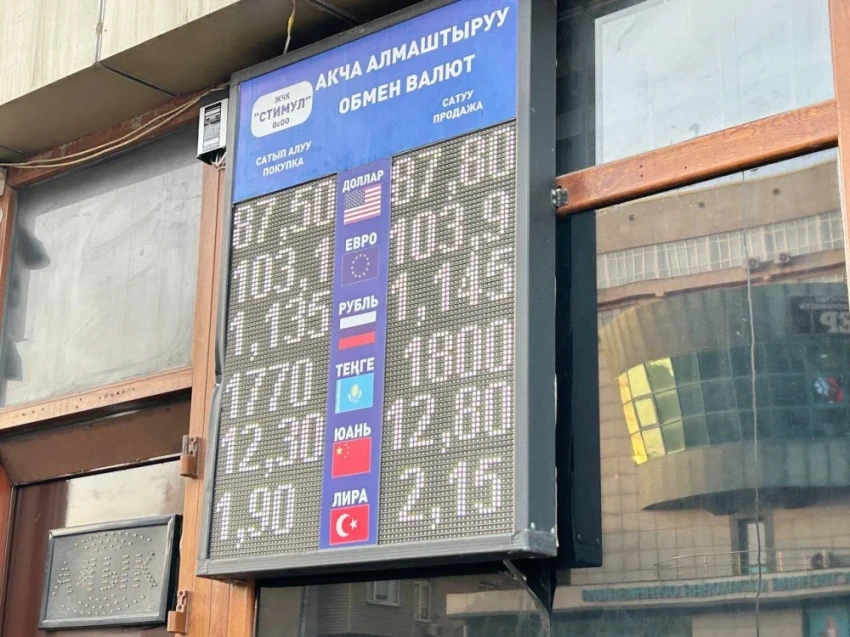 АКЧА АЛМАШТЫРУУ
ОБМЕН ВАЛЮТ
ЖЧК
"СТИМУЛ"
ОсОО
САТЫП АЛУУ
ПОКУПКА
САТУУ
ПРОДАЖА
87,50 ДОЛЛАР 87,80
103,1 ЕВРО 103,9
1,135 РУБЛЬ 1,145
1770 ТЕҢГЕ 1800
12,30 ЮАНЬ 12,80
1,90 ЛИРА 2,15
АЧЫК